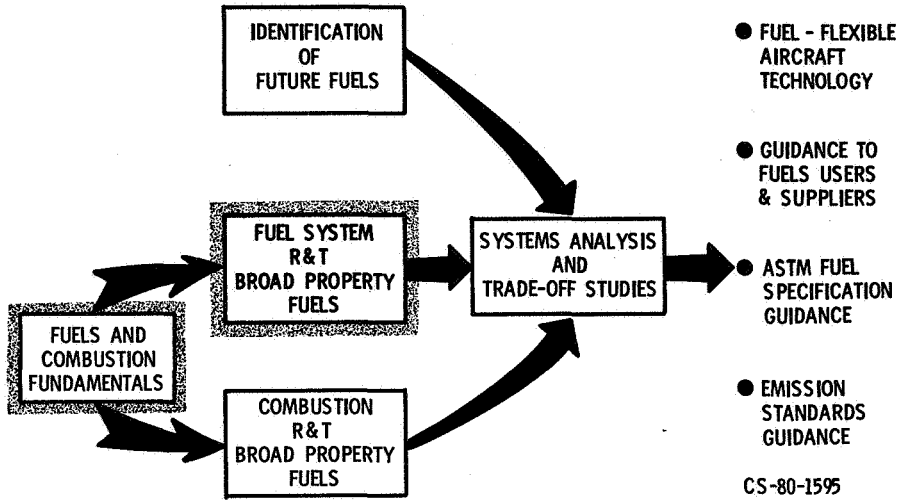 IDENTIFICATION
OF
FUTURE FUELS
FUEL SYSTEM
R&T
BROAD PROPERTY
FUELS
FUELS AND
COMBUSTION
FUNDAMENTALS
COMBUSTION
R&T
BROAD PROPERTY
FUELS
SYSTEMS ANALYSIS
AND
TRADE-OFF STUDIES
● FUEL - FLEXIBLE
AIRCRAFT
TECHNOLOGY
● GUIDANCE TO
FUELS USERS
& SUPPLIERS
● ASTM FUEL
SPECIFICATION
GUIDANCE
● EMISSION
STANDARDS
GUIDANCE
CS-80-1595